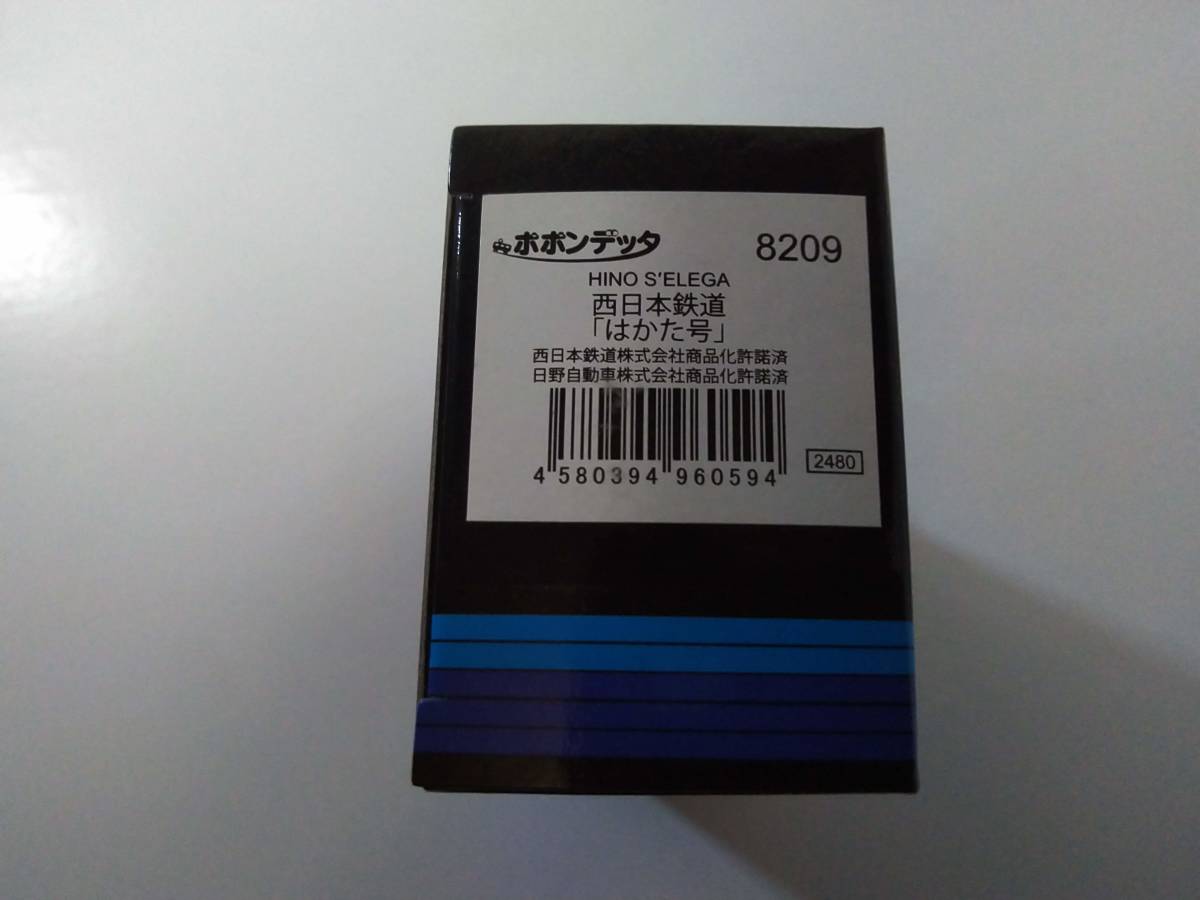 ポポンデッタ 8209
HINO S'ELEGA
西日本鉄道
「はかた号」
西日本鉄道株式会社商品化許諾済
日野自動車株式会社商品化許諾済
4 580394 960594
2480